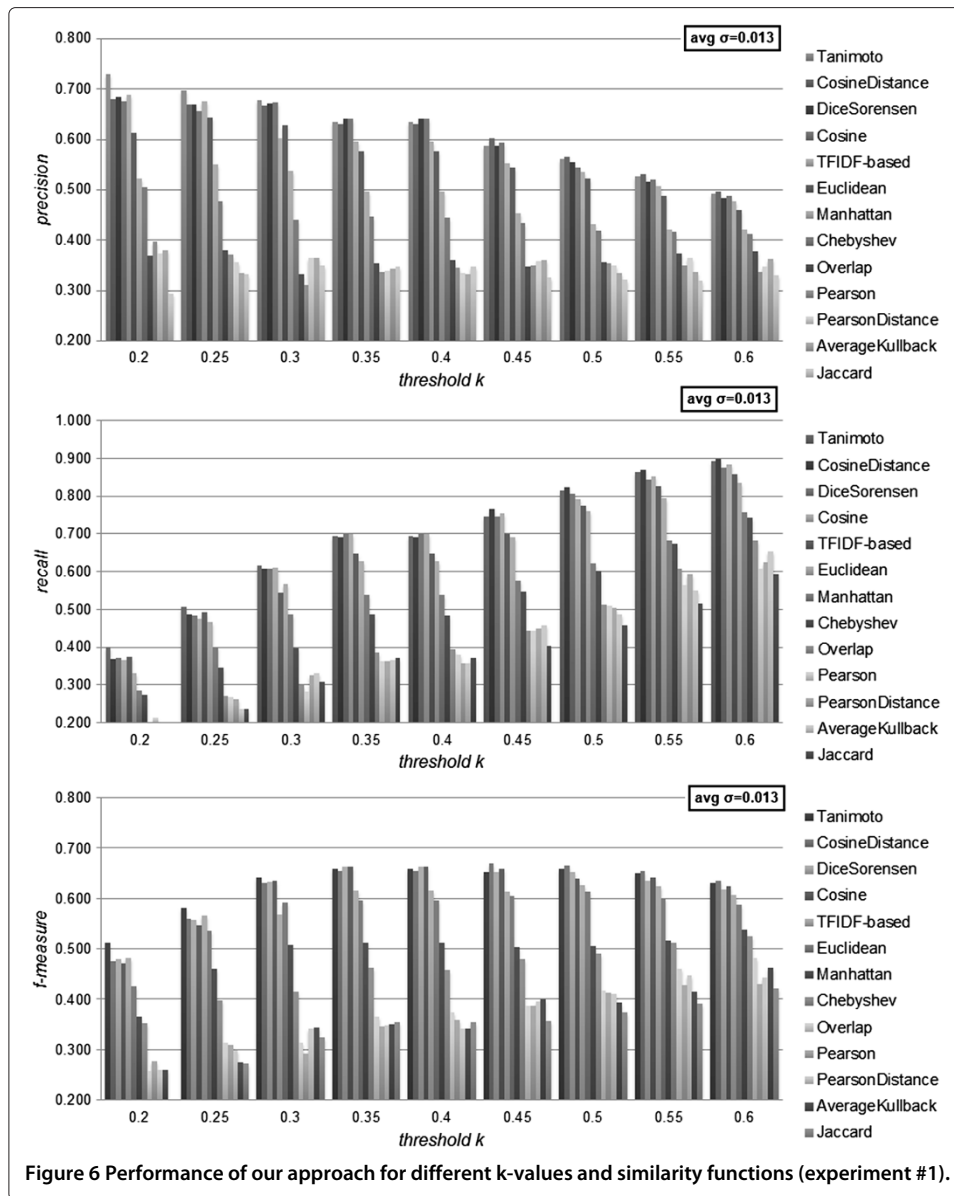 avg σ=0.013
0.800
0.700
0.600
0.500
0.400
0.300
0.200
precision
0.2 0.25 0.3 0.35 0.4 0.45 0.5 0.55 0.6
threshold k
Tanimoto
CosineDistance
DiceSorensen
Cosine
TFIDF-based
Euclidean
Manhattan
Chebyshev
Overlap
Pearson
PearsonDistance
AverageKullback
Jaccard
avg σ=0.013
1.000
0.900
0.800
0.700
0.600
0.500
0.400
0.300
0.200
recall
0.2 0.25 0.3 0.35 0.4 0.45 0.5 0.55 0.6
threshold k
Tanimoto
CosineDistance
DiceSorensen
Cosine
TFIDF-based
Euclidean
Manhattan
Chebyshev
Overlap
Pearson
PearsonDistance
AverageKullback
Jaccard
avg σ=0.013
0.800
0.700
0.600
0.500
0.400
0.300
0.200
f-measure
0.2 0.25 0.3 0.35 0.4 0.45 0.5 0.55 0.6
threshold k
Tanimoto
CosineDistance
DiceSorensen
Cosine
TFIDF-based
Euclidean
Manhattan
Chebyshev
Overlap
Pearson
PearsonDistance
AverageKullback
Jaccard
Figure 6 Performance of our approach for different k-values and similarity functions (experiment #1).